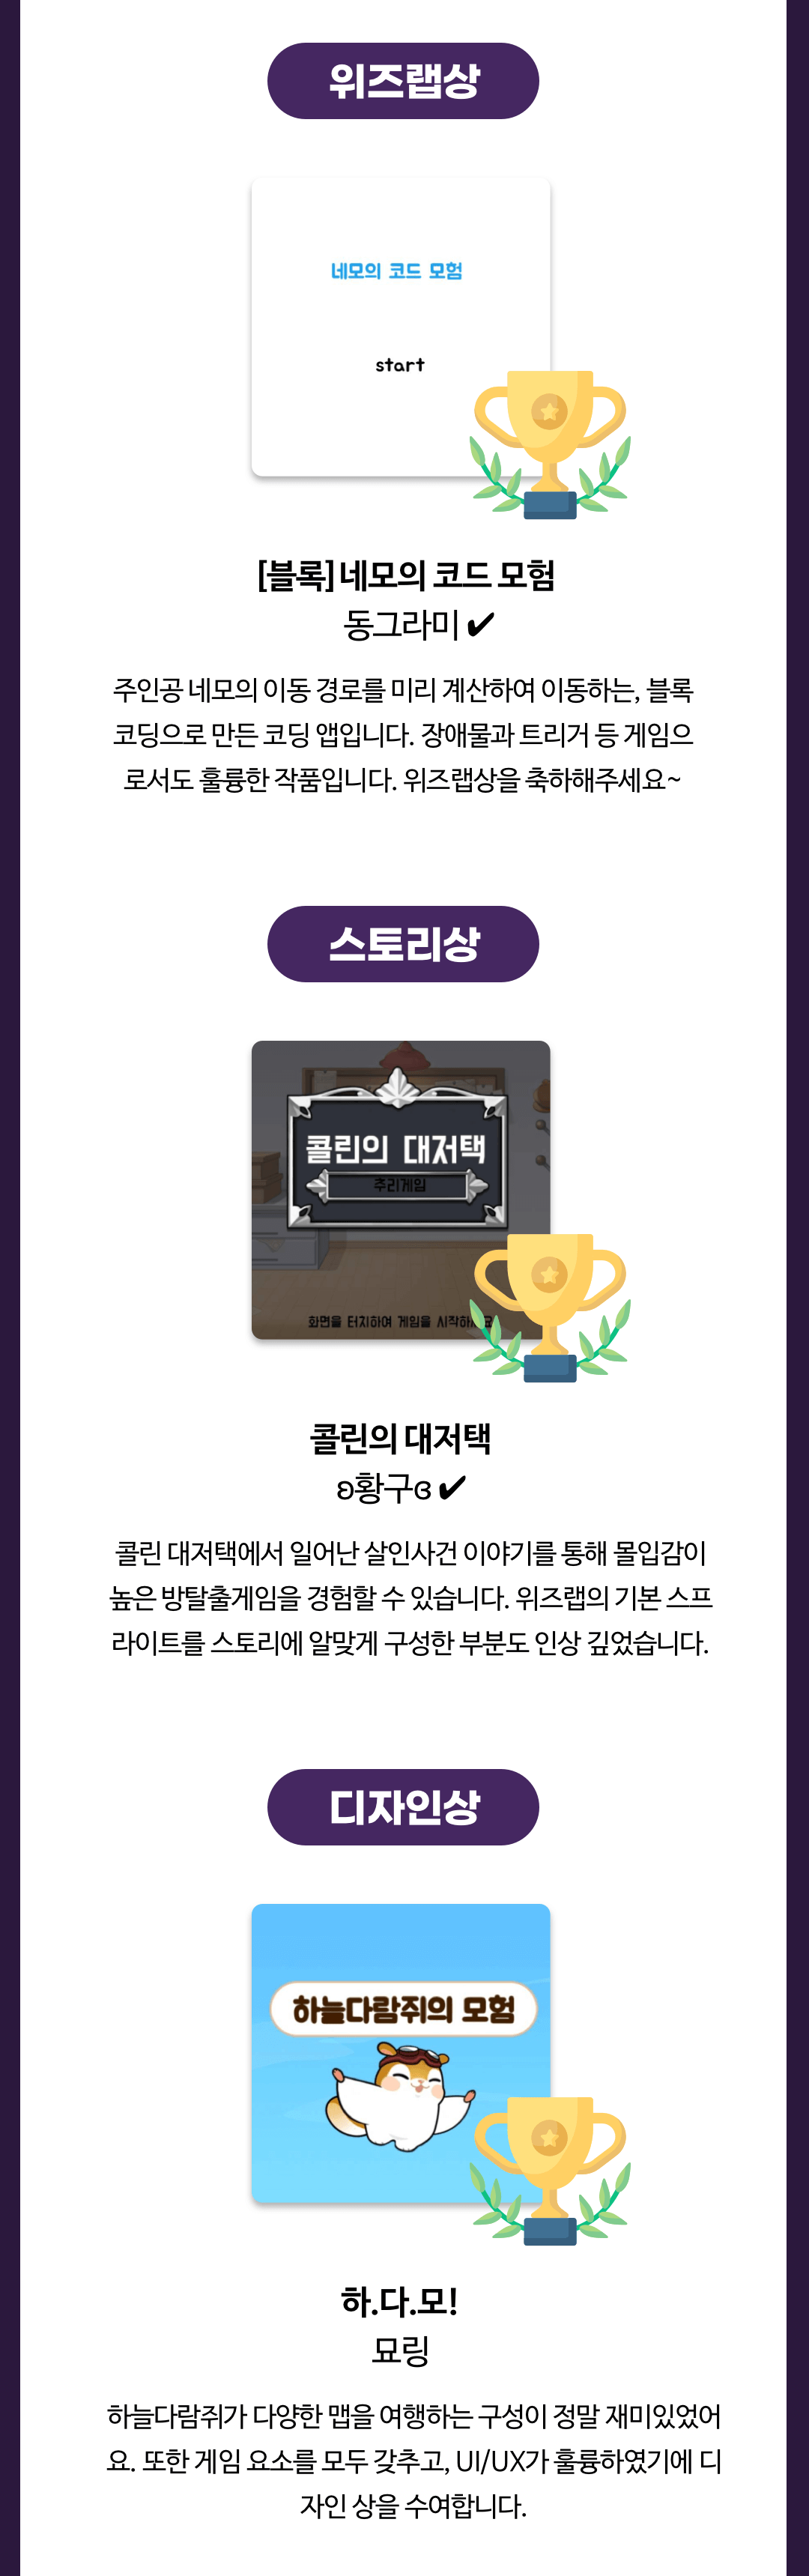 위즈랩상
네모의 코드 모험
start
[블록] 네모의 코드 모험
동그라미 ✔
주인공 네모의 이동 경로를 미리 계산하여 이동하는, 블록
코딩으로 만든 코딩 앱입니다. 장애물과 트리거 등 게임으
로서도 훌륭한 작품입니다. 위즈랩상을 축하해주세요~
스토리상
콜린의 대저택
추리게임
화면을 터치하여 게임을 시작하
콜린의 대저택
ʚ황구ɞ ✔
콜린 대저택에서 일어난 살인사건 이야기를 통해 몰입감이
높은 방탈출게임을 경험할 수 있습니다. 위즈랩의 기본 스프
라이트를 스토리에 알맞게 구성한 부분도 인상 깊었습니다.
디자인상
하늘다람쥐의 모험
하.다.모!
묘링
하늘다람쥐가 다양한 맵을 여행하는 구성이 정말 재미있었어
요. 또한 게임 요소를 모두 갖추고, UI/UX가 훌륭하였기에 디
자인 상을 수여합니다.